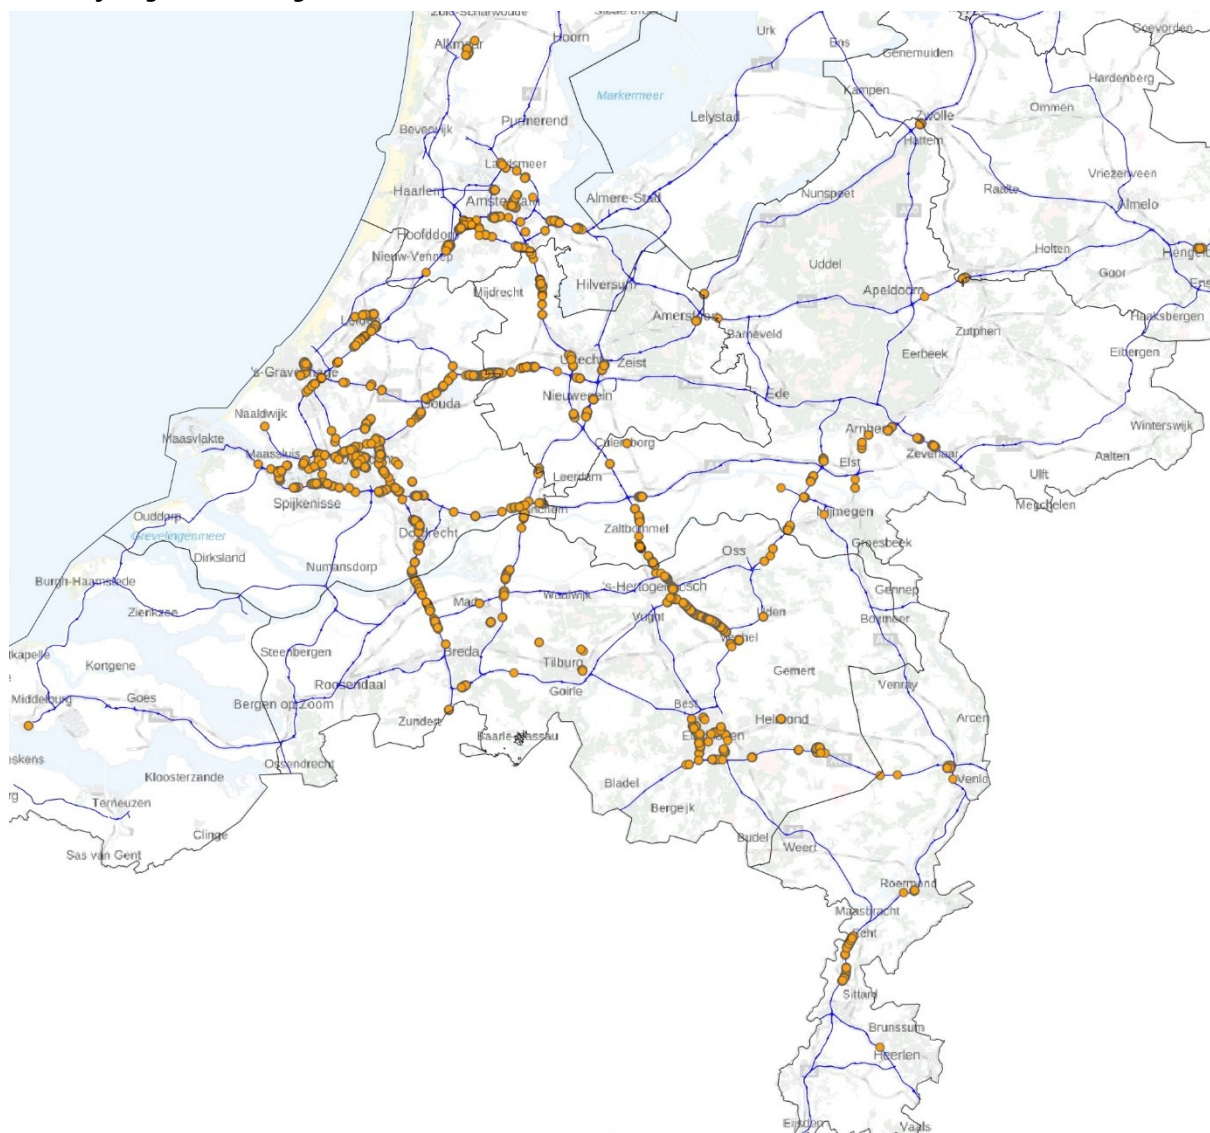 Zuid-Scharwoude
Alkmaar
Hoorn
Urk
Ens
Genemuiden
Coevorden
Hardenberg
Markermeer
Kampen
Ommen
Lelystad
Zwolle
Hattem
Purmerend
Beverwijk
Landsmeer
Haarlem
Almere-Stad
Nunspeet
Raalte
Vriezenveen
Amsterdam
Almelo
Hoofddorp
Holten
Hengelo
Nieuw-Vennep
Uddel
Goor
Mijdrecht
Hilversum
Apeldoorn
Leiden
Amersfoort
Zutphen
Haaksbergen
Barneveld
Eerbeek
Eibergen
Utrecht
Zeist
's-Gravenhage
Ede
Nieuwegein
Gouda
Naaldwijk
Arnhem
Winterswijk
Maasvlakte
Culemborg
Maassluis
Zevenaar
Aalten
Elst
Ulft
Leerdam
Spijkenisse
Ouddorp
Nijmegen
Zaltbommel
Dordrecht
Grevelingenmeer
Groesbeek
Dirksland
Oss
Numansdorp
Burgh-Haamstede
's-Hertogenbosch
Gennep
Waalwijk
Uden
Boxmeer
Vught
Veghel
Steenbergen
Breda
Kortgene
Tilburg
Gemert
Roosendaal
Goirle
Venray
Middelburg
Goes
Bergen op Zoom
Best
Arcen
Zundert
Helmond
Baarle-Nassau
Eindhoven
Ossendrecht
Kloosterzande
Bladel
Venlo
Terneuzen
Bergeijk
Clinge
Budel
Weert
Sas van Gent
Roermond
Maasbracht
Echt
Sittard
Brunssum
Heerlen
Eijsden
Vaals